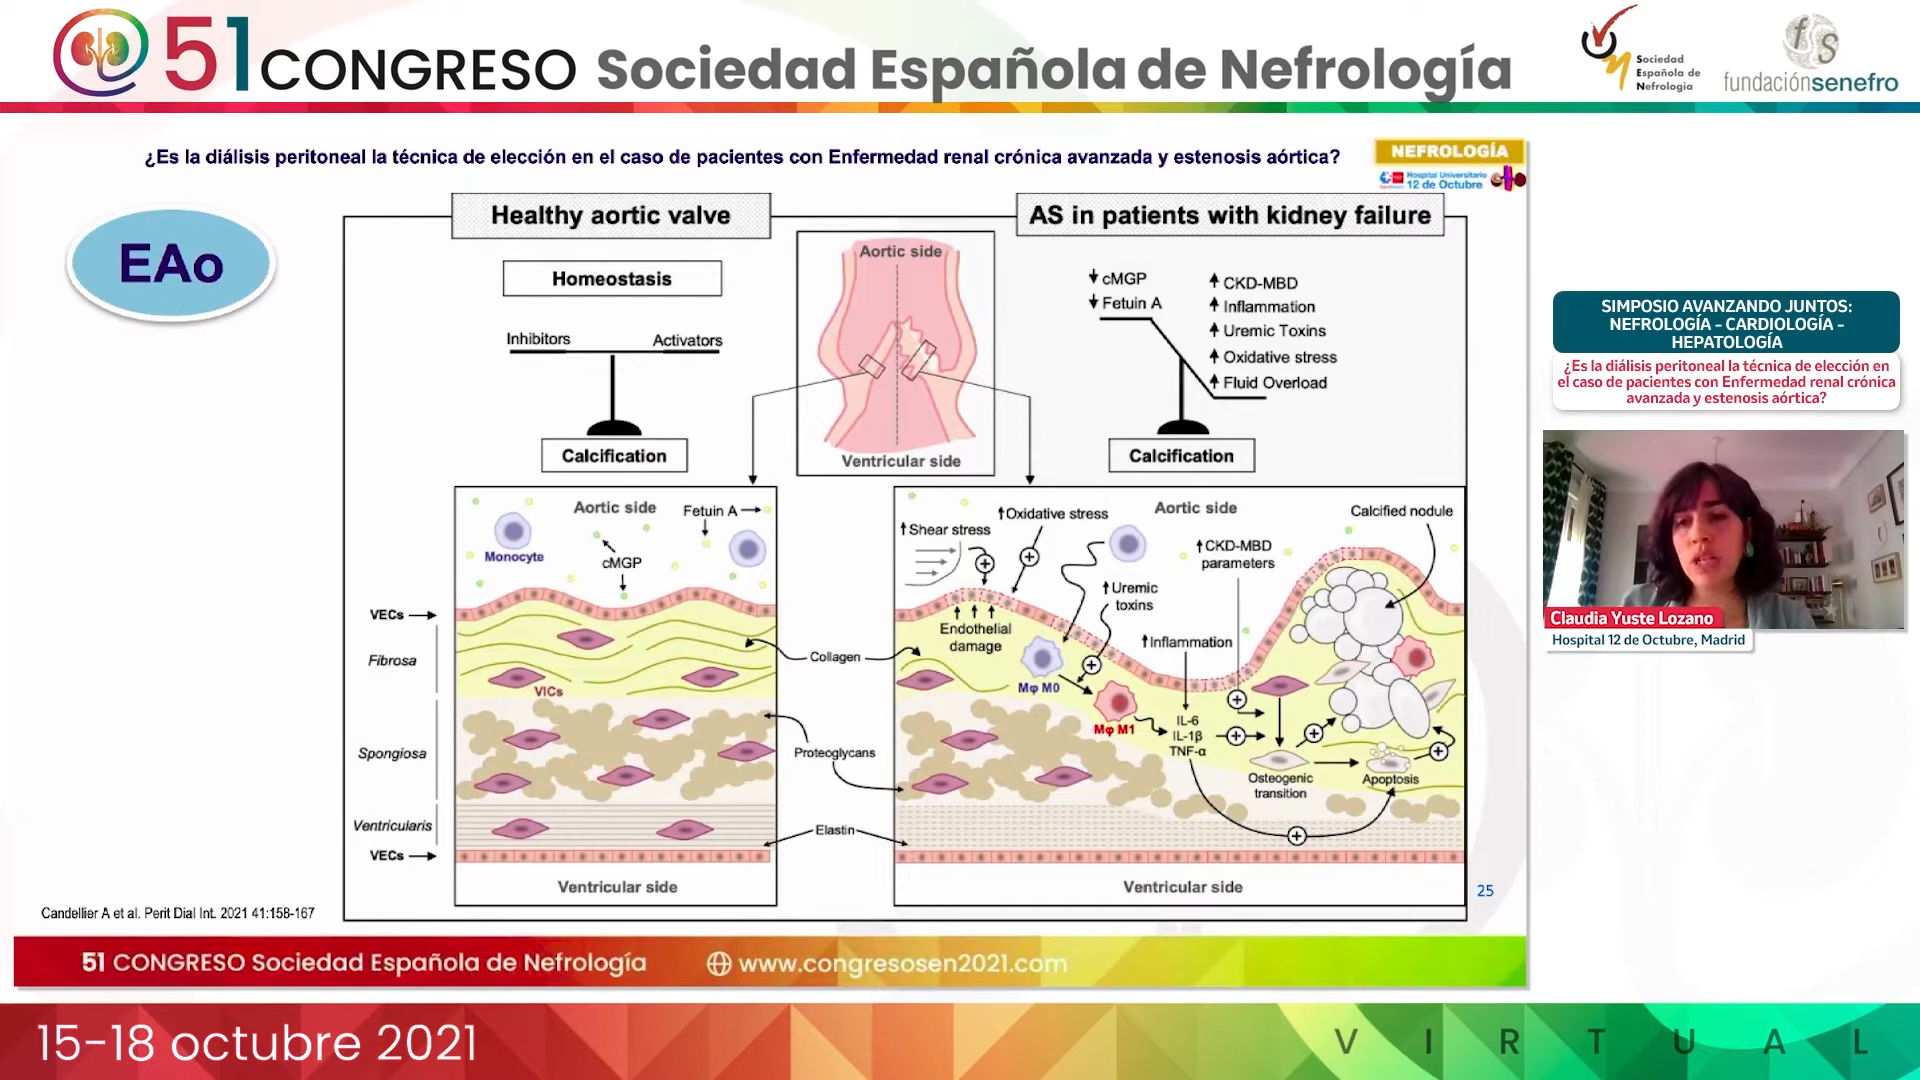 51 CONGRESO Sociedad Española de Nefrología
Sociedad
Española de
Nefrología
fS
fundaciónsenefro
¿Es la diálisis peritoneal la técnica de elección en el caso de pacientes con Enfermedad renal crónica avanzada y estenosis aórtica?
NEFROLOGÍA
Hospital Universitario
12 de Octubre
EAo
Healthy aortic valve
AS in patients with kidney failure
Homeostasis
Inhibitors
Activators
Calcification
Aortic side
Ventricular side
cMGP
Fetuin A
CKD-MBD
Inflammation
Uremic Toxins
Oxidative stress
Fluid Overload
Calcification
Aortic side
Fetuin A
Monocyte
cMGP
VECs
Fibrosa
VICs
Spongiosa
Ventricularis
VECs
Ventricular side
Collagen
Proteoglycans
Elastin
Shear stress
Oxidative stress
Aortic side
Calcified nodule
CKD-MBD
parameters
Uremic
toxins
Endothelial
damage
Inflammation
Mφ M0
Mφ M1
IL-6
IL-1β
TNF-α
Osteogenic
transition
Apoptosis
Ventricular side
25
Candellier A et al. Perit Dial Int. 2021 41:158-167
51 CONGRESO Sociedad Española de Nefrología
www.congresosen2021.com
SIMPOSIO AVANZANDO JUNTOS:
NEFROLOGÍA - CARDIOLOGÍA -
HEPATOLOGÍA
¿Es la diálisis peritoneal la técnica de elección en
el caso de pacientes con Enfermedad renal crónica
avanzada y estenosis aórtica?
Claudia Yuste Lozano
Hospital 12 de Octubre, Madrid
15-18 octubre 2021
VIRTUAL